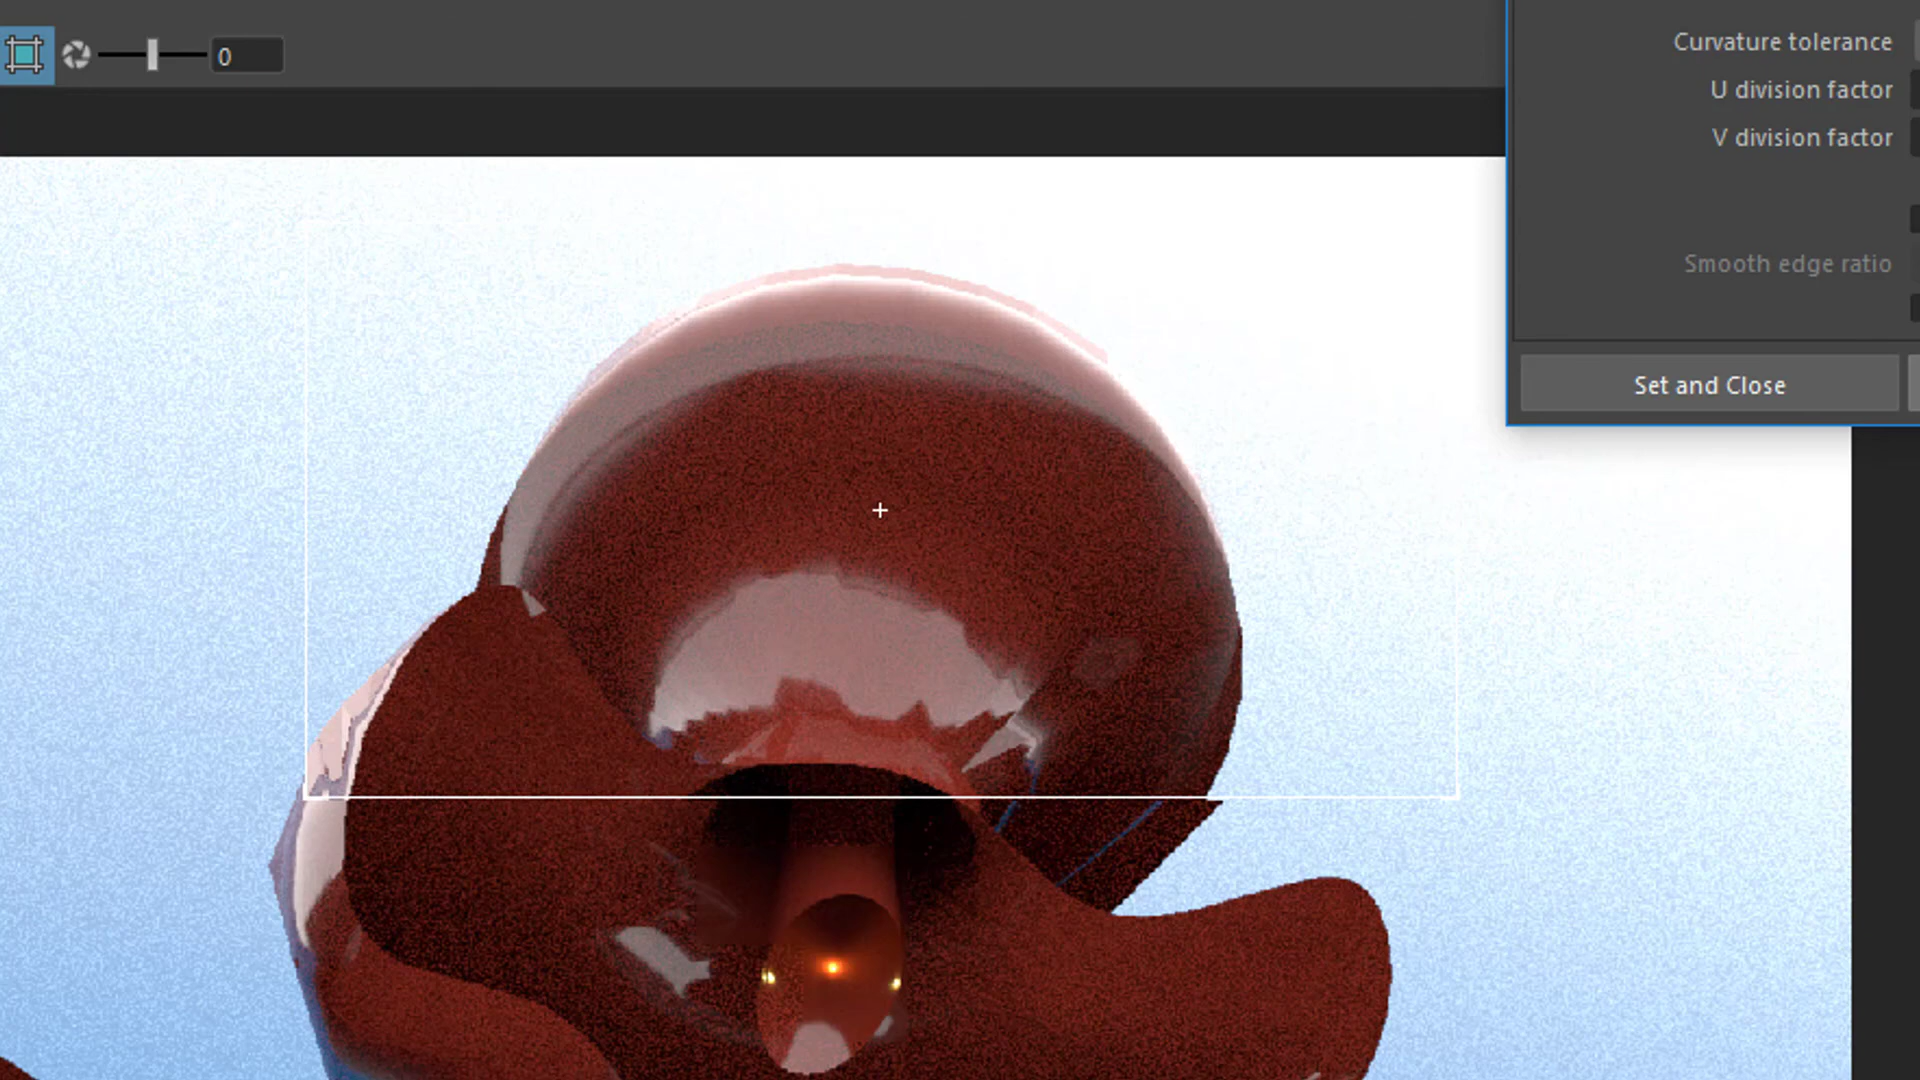 0
Curvature tolerance
U division factor
V division factor
Smooth edge ratio
Set and Close